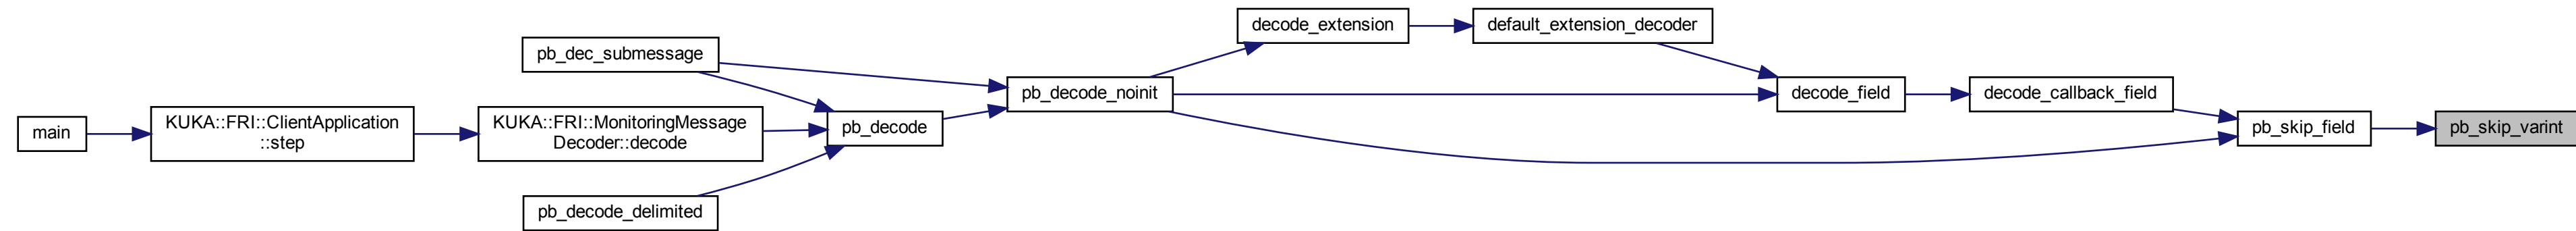 main
KUKA::FRI::ClientApplication
::step
pb_dec_submessage
KUKA::FRI::MonitoringMessage
Decoder::decode
pb_decode_delimited
pb_decode
pb_decode_noinit
decode_extension
default_extension_decoder
decode_field
decode_callback_field
pb_skip_field
pb_skip_varint